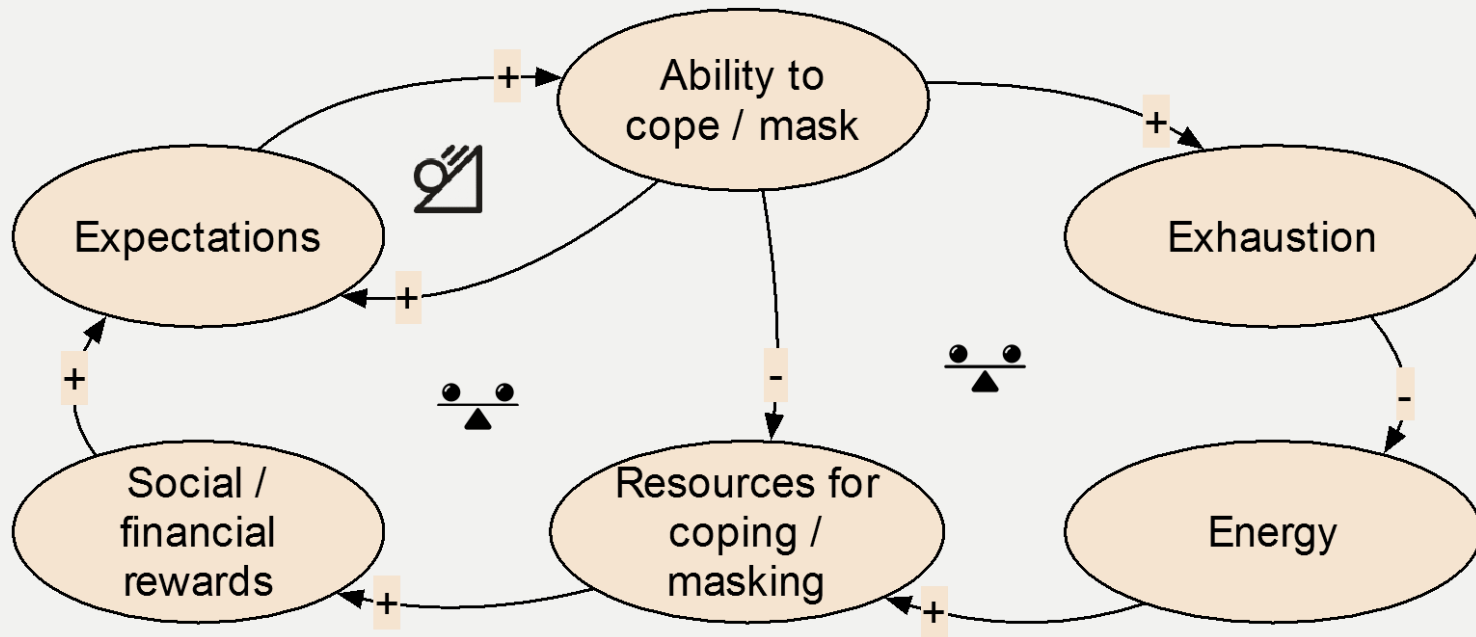 Ability to
cope / mask
+
+
Expectations
Exhaustion
+
+
-
-
Social /
financial
rewards
Resources for
coping /
masking
Energy
+
+